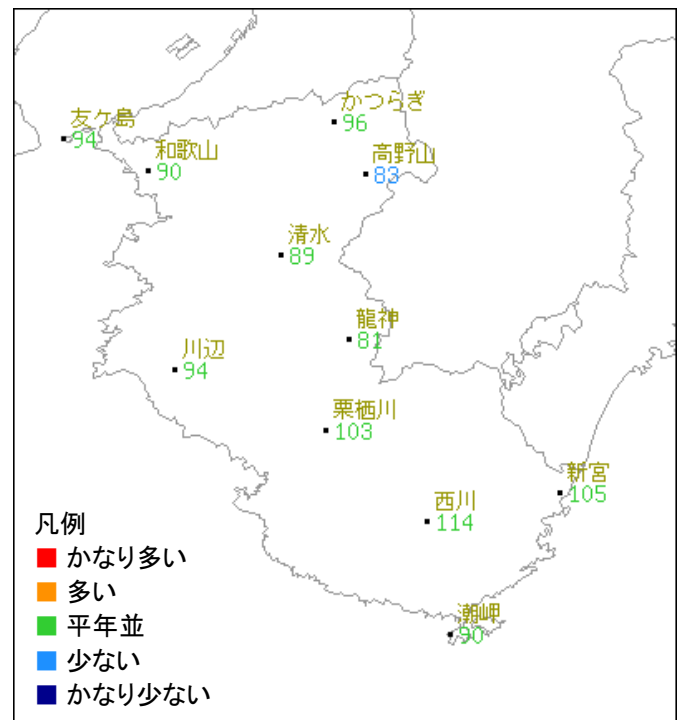 かつらぎ
96
友ケ島
94
和歌山
90
高野山
83
清水
89
龍神
81
川辺
94
栗栖川
103
新宮
105
西川
114
潮岬
90
凡例
かなり多い
多い
平年並
少ない
かなり少ない